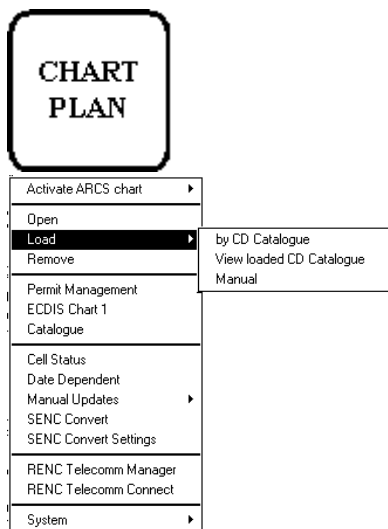 CHART
PLAN
Activate ARCS chart
Open
Load
by CD Catalogue
Remove
View loaded CD Catalogue
Manual
Permit Management
ECDIS Chart 1
Catalogue
Cell Status
Date Dependent
Manual Updates
SENC Convert
SENC Convert Settings
RENC Telecomm Manager
RENC Telecomm Connect
System